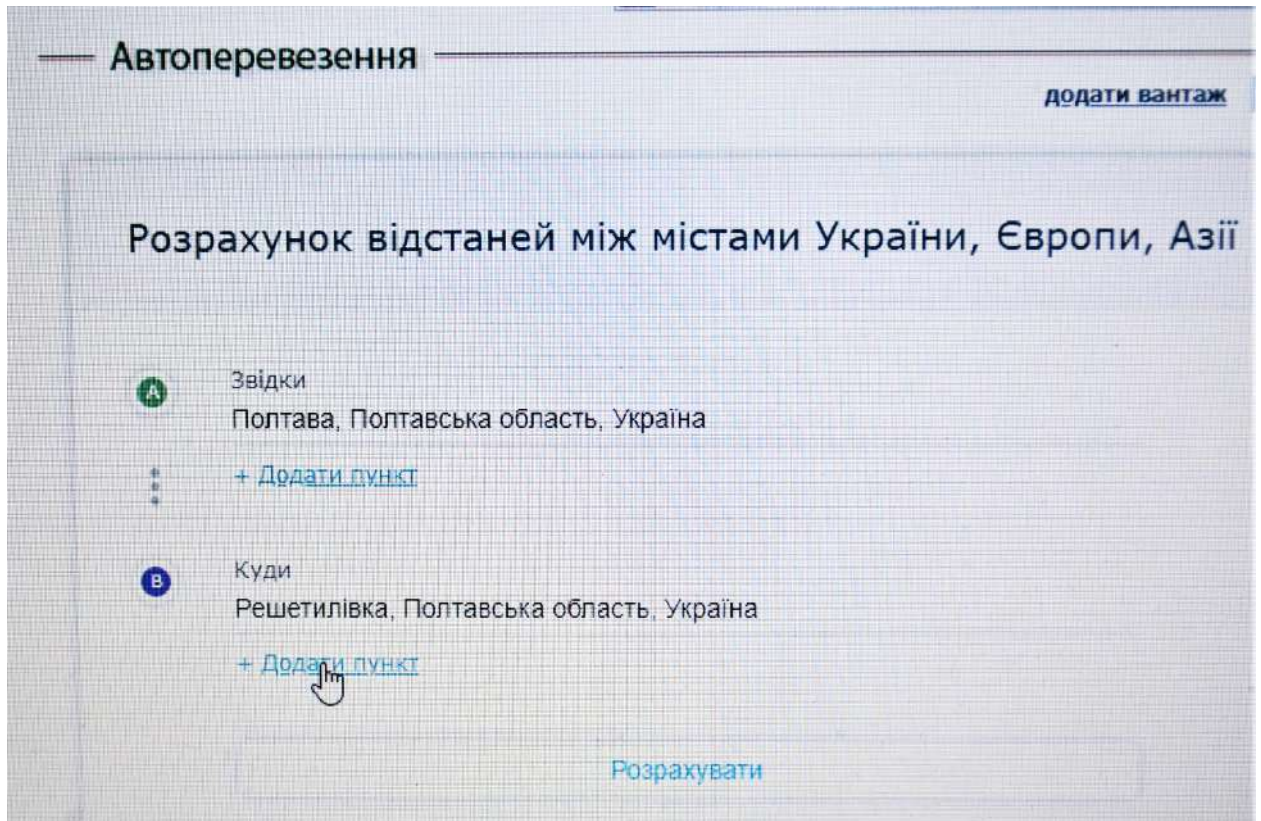 Автоперевезення
додати вантаж
Розрахунок відстаней між містами України, Європи, Азії
A
Звідки
Полтава, Полтавська область, Україна
+ Додати пункт
B
Куди
Решетилівка, Полтавська область, Україна
+ Додати пункт
Розрахувати